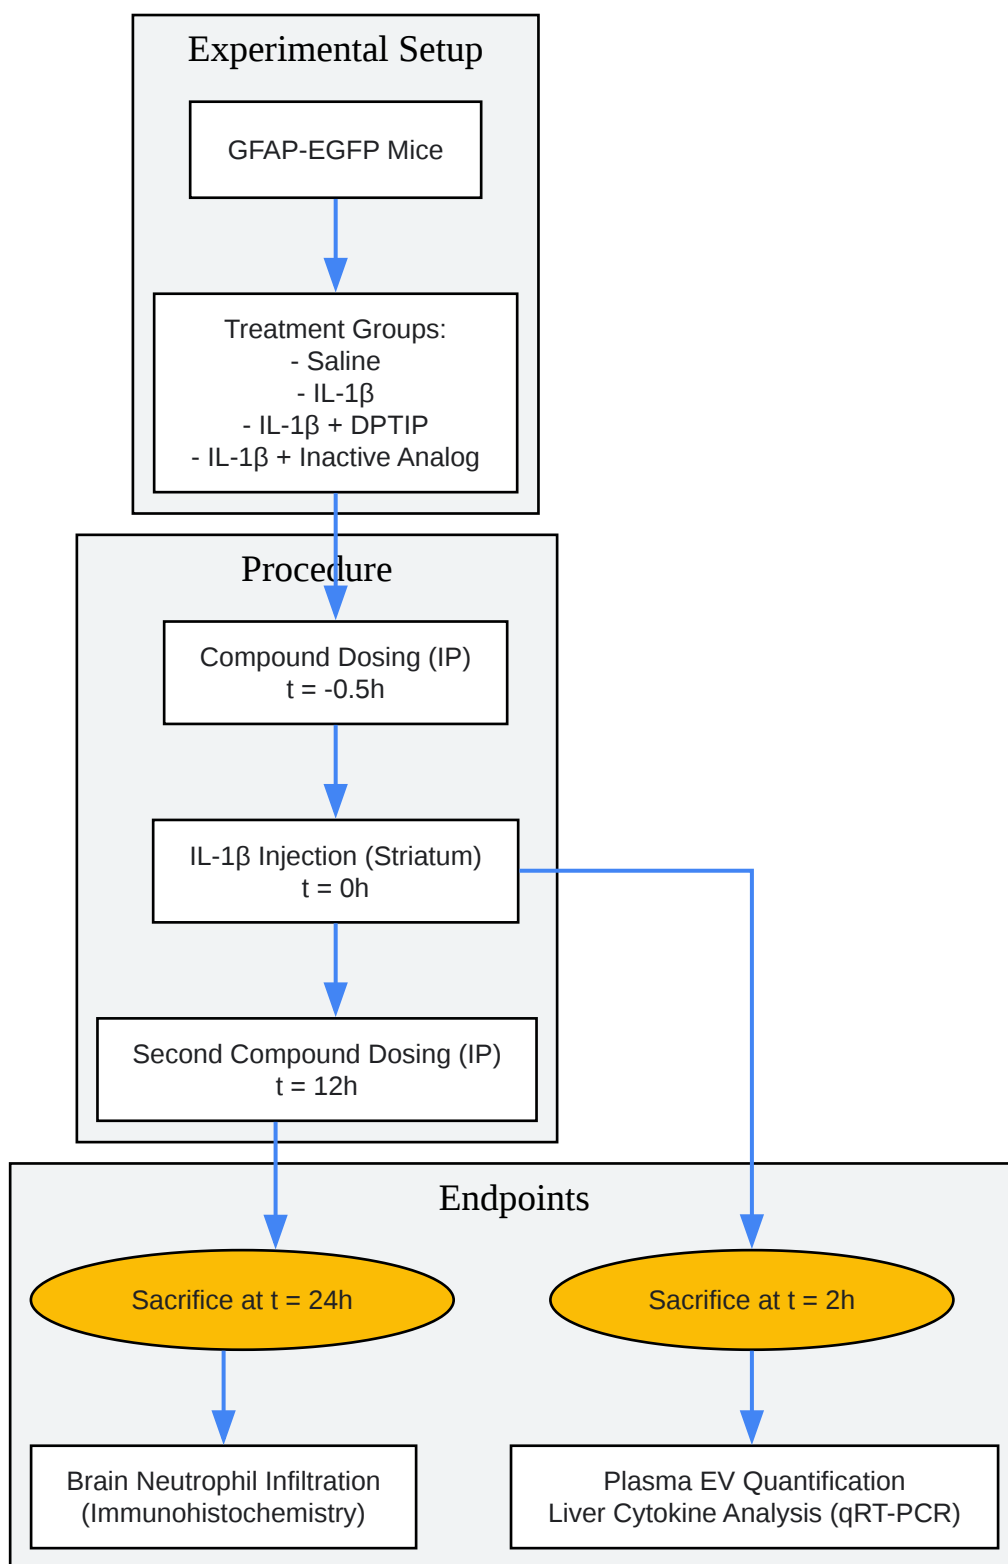 Experimental Setup
GFAP-EGFP Mice
Treatment Groups:
- Saline
- IL-1β
- IL-1β + DPTIP
- IL-1β + Inactive Analog
Procedure
Compound Dosing (IP)
t = -0.5h
IL-1β Injection (Striatum)
t = 0h
Second Compound Dosing (IP)
t = 12h
Endpoints
Sacrifice at t = 24h
Sacrifice at t = 2h
Brain Neutrophil Infiltration
(Immunohistochemistry)
Plasma EV Quantification
Liver Cytokine Analysis (qRT-PCR)